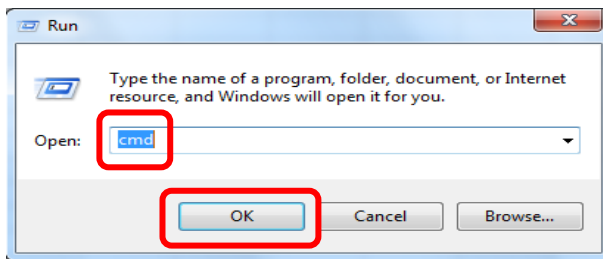 Run
Type the name of a program, folder, document, or Internet
resource, and Windows will open it for you.
Open: cmd
OK Cancel Browse...